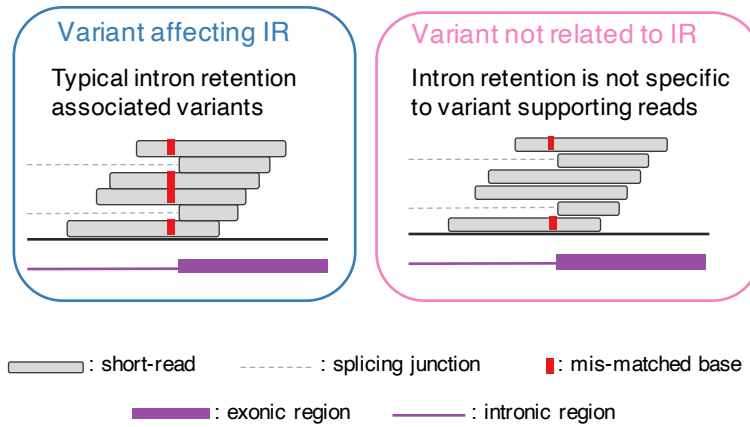 Variant affecting IR
Typical intron retention
associated variants
Variant not related to IR
Intron retention is not specific
to variant supporting reads
: short-read
: splicing junction
: mis-matched base
: exonic region
: intronic region